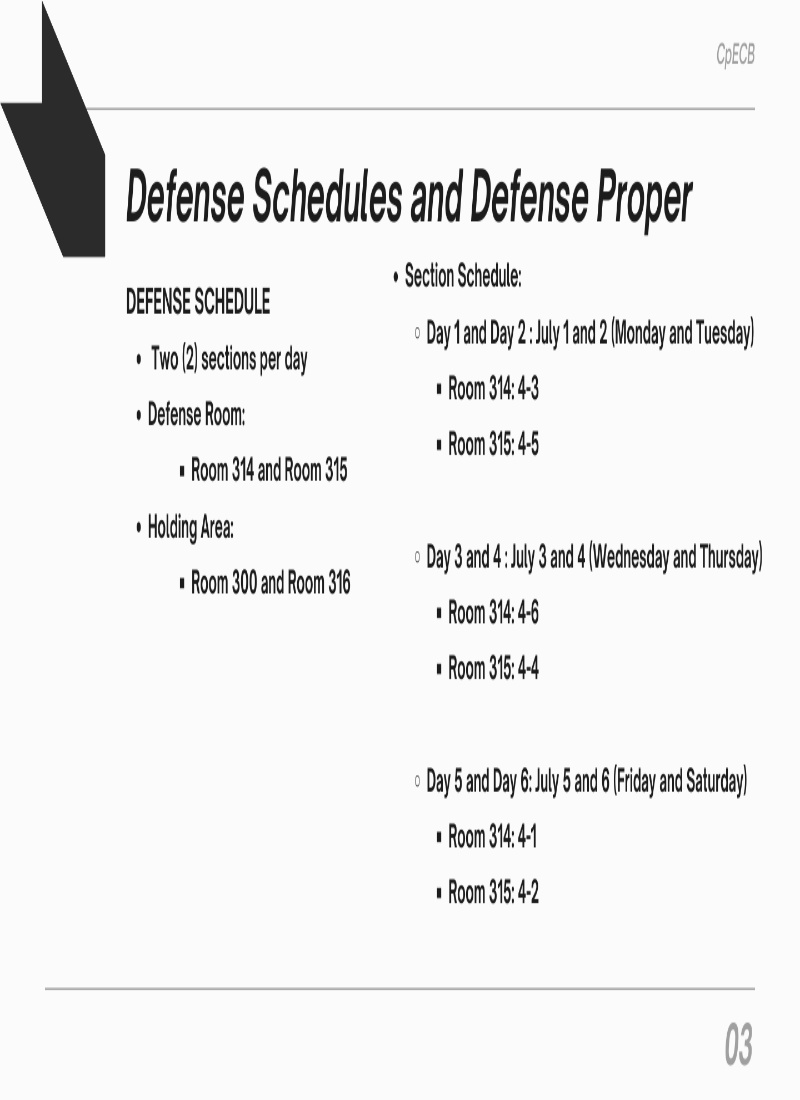 CpECB
Defense Schedules and Defense Proper
DEFENSE SCHEDULE
• Two (2) sections per day
• Defense Room:
▪ Room 314 and Room 315
• Holding Area:
▪ Room 300 and Room 316
• Section Schedule:
○ Day 1 and Day 2 : July 1 and 2 (Monday and Tuesday)
▪ Room 314: 4-3
▪ Room 315: 4-5
○ Day 3 and 4 : July 3 and 4 (Wednesday and Thursday)
▪ Room 314: 4-6
▪ Room 315: 4-4
○ Day 5 and Day 6: July 5 and 6 (Friday and Saturday)
▪ Room 314: 4-1
▪ Room 315: 4-2
03